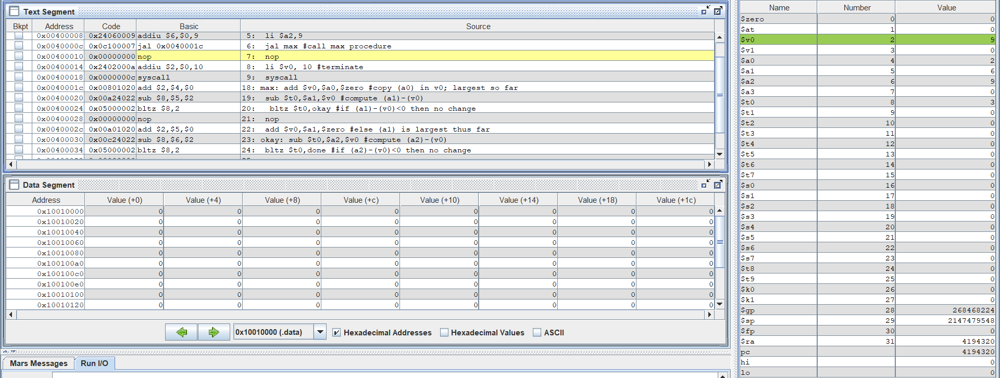 Text Segment
Bkpt Address Code Basic Source
0x00400008 0x24060009 addiu $6,$0,9 5: li $a2,9
0x0040000c 0x0c100007 jal 0x0040001c 6: jal max #call max procedure
0x00400010 0x00000000 nop 7: nop
0x00400014 0x2402000a addiu $2,$0,10 8: li $v0, 10 #terminate
0x00400018 0x0000000c syscall 9: syscall
0x0040001c 0x00801020 add $2,$4,$0 18: max: add $v0,$a0,$zero #copy (a0) in v0; largest so far
0x00400020 0x00a24022 sub $8,$5,$2 19: sub $t0,$a1,$v0 #compute (a1)-(v0)
0x00400024 0x05000002 bltz $8,2 20: bltz $t0,okay #if (a1)-(v0)<0 then no change
0x00400028 0x00000000 nop 21: nop
0x0040002c 0x00a01020 add $2,$5,$0 22: add $v0,$a1,$zero #else (a1) is largest thus far
0x00400030 0x00c24022 sub $8,$6,$2 23: okay: sub $t0,$a2,$v0 #compute (a2)-(v0)
0x00400034 0x05000002 bltz $8,2 24: bltz $t0,done #if (a2)-(v0)<0 then no change
Data Segment
Address Value (+0) Value (+4) Value (+8) Value (+c) Value (+10) Value (+14) Value (+18) Value (+1c)
0x10010000 0 0 0 0 0 0 0 0
0x10010020 0 0 0 0 0 0 0 0
0x10010040 0 0 0 0 0 0 0 0
0x10010060 0 0 0 0 0 0 0 0
0x10010080 0 0 0 0 0 0 0 0
0x100100a0 0 0 0 0 0 0 0 0
0x100100c0 0 0 0 0 0 0 0 0
0x100100e0 0 0 0 0 0 0 0 0
0x10010100 0 0 0 0 0 0 0 0
0x10010120 0 0 0 0 0 0 0 0
0x10010000 (.data) Hexadecimal Addresses Hexadecimal Values ASCII
Mars Messages Run I/O
Name Number Value
$zero 0 0
$at 1 0
$v0 2 9
$v1 3 0
$a0 4 2
$a1 5 6
$a2 6 9
$a3 7 0
$t0 8 3
$t1 9 0
$t2 10 0
$t3 11 0
$t4 12 0
$t5 13 0
$t6 14 0
$t7 15 0
$s0 16 0
$s1 17 0
$s2 18 0
$s3 19 0
$s4 20 0
$s5 21 0
$s6 22 0
$s7 23 0
$t8 24 0
$t9 25 0
$k0 26 0
$k1 27 0
$gp 28 268468224
$sp 29 2147479548
$fp 30 0
$ra 31 4194320
pc 4194320
hi 0
lo 0